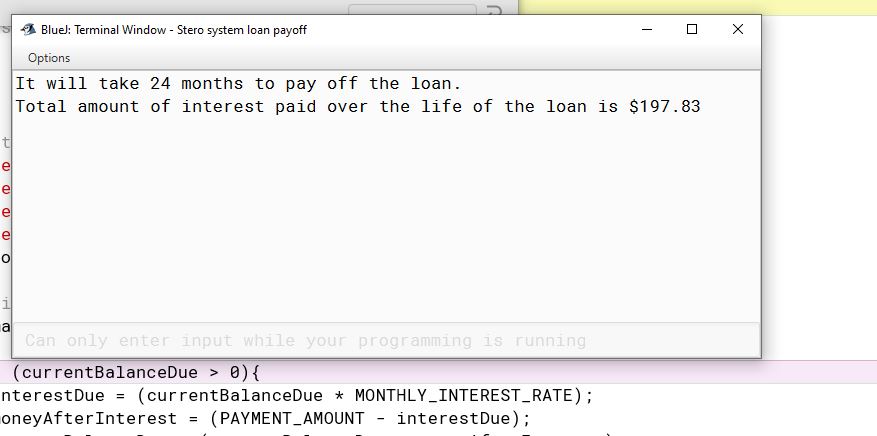 BlueJ: Terminal Window - Stero system loan payoff
Options
It will take 24 months to pay off the loan.
Total amount of interest paid over the life of the loan is $197.83
Can only enter input while your programming is running
(currentBalanceDue > 0){
nterestDue = (currentBalanceDue * MONTHLY_INTEREST_RATE);
oneyAfterInterest = (PAYMENT_AMOUNT - interestDue);